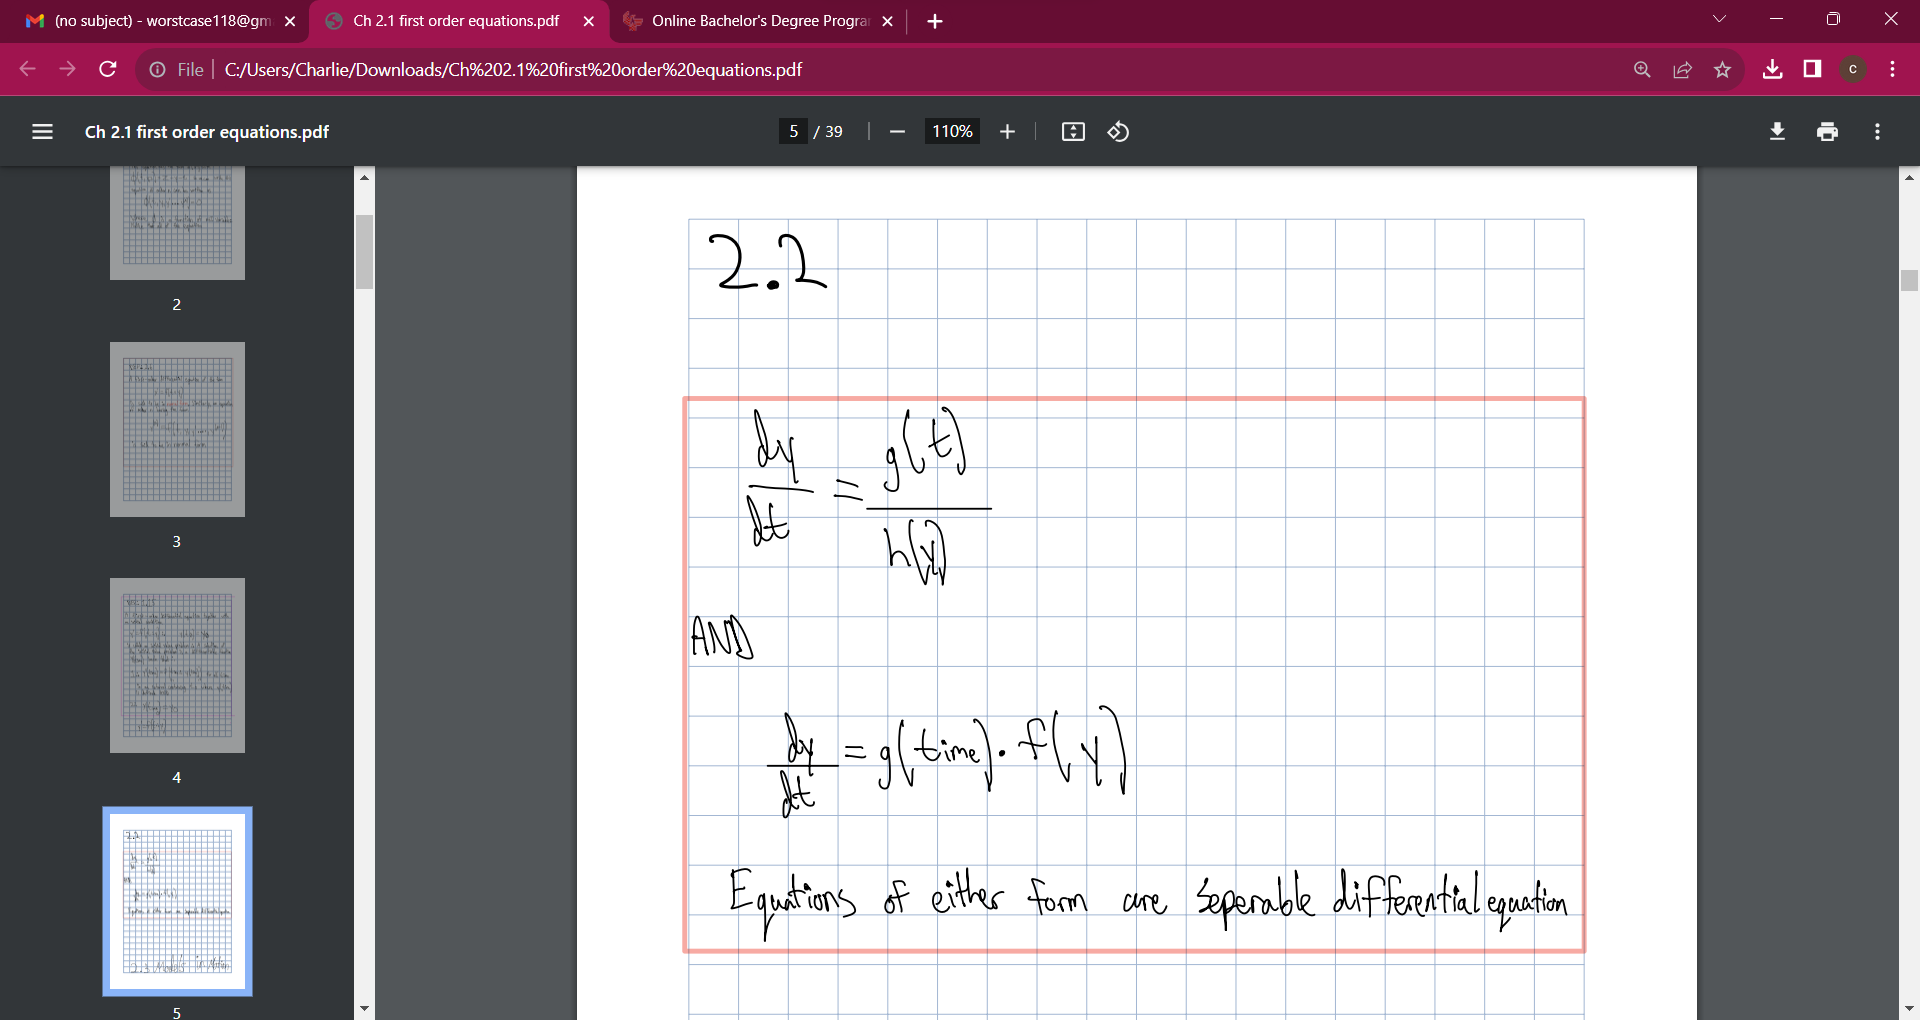 (no subject) - worstcase118@gm
Ch 2.1 first order equations.pdf
Online Bachelor's Degree Progra
File
C:/Users/Charlie/Downloads/Ch%202.1%20first%20order%20equations.pdf
c
Ch 2.1 first order equations.pdf
5 / 39
110%
2
3
4
5
2.2
dy/dt = g(t)/h(y)
AND
dy/dt = g(time) · f(y)
Equations of either form are seperable differential equation